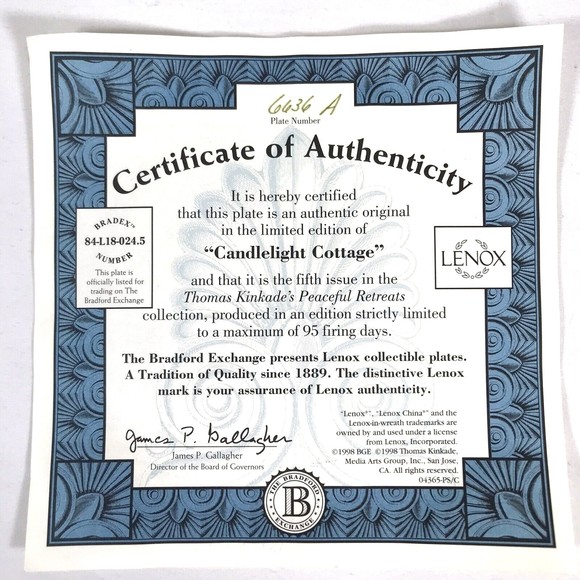 6636 A
Plate Number
Certificate of Authenticity
It is hereby certified
that this plate is an authentic original
in the limited edition of
“Candlelight Cottage”
and that it is the fifth issue in the
Thomas Kinkade's Peaceful Retreats
collection, produced in an edition strictly limited
to a maximum of 95 firing days.
BRADEX™
84-L18-024.5
NUMBER
This plate is
officially listed for
trading on The
Bradford Exchange
LENOX
The Bradford Exchange presents Lenox collectible plates.
A Tradition of Quality since 1889. The distinctive Lenox
mark is your assurance of Lenox authenticity.
James P. Gallagher
James P. Gallagher
Director of the Board of Governors
"Lenox®", "Lenox China®" and the
Lenox-in-wreath trademarks are
owned by and used under a license
from Lenox, Incorporated.
©1998 BGE ©1998 Thomas Kinkade,
Media Arts Group, Inc., San Jose,
CA. All rights reserved.
04365-PS/C
THE BRADFORD
B
EXCHANGE